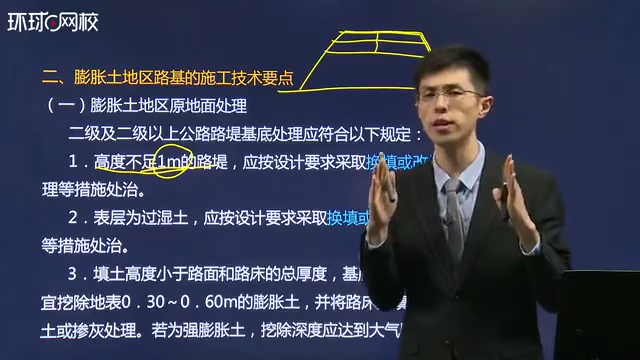 环球网校
二、膨胀土地区路基的施工技术要点
（一）膨胀土地区原地面处理
二级及二级以上公路路堤基底处理应符合以下规定：
1．高度不足1m的路堤，应按设计要求采取换填或改
理等措施处治。
2．表层为过湿土，应按设计要求采取换填或
等措施处治。
3．填土高度小于路面和路床的总厚度，基
宜挖除地表0．30～0．60m的膨胀土，并将路床
土或掺灰处理。若为强膨胀土，挖除深度应达到大气